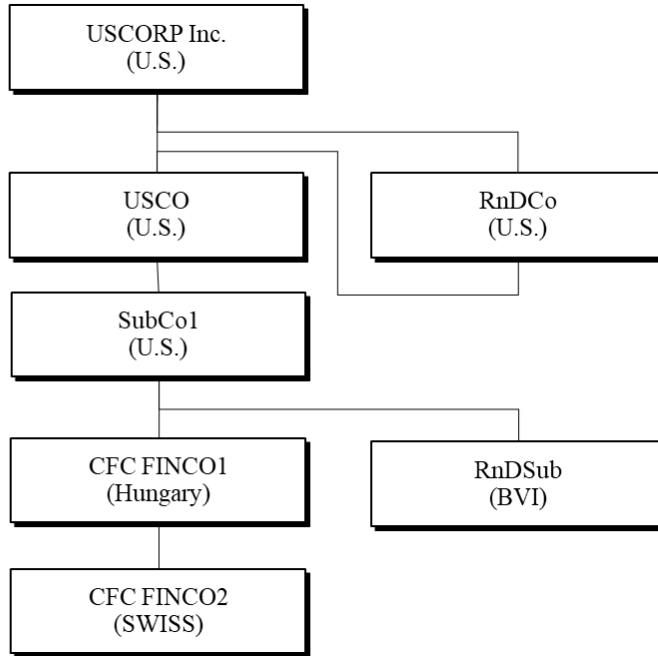 USCORP Inc.
(U.S.)
USCO
(U.S.)
RnDCo
(U.S.)
SubCo1
(U.S.)
CFC FINCO1
(Hungary)
RnDSub
(BVI)
CFC FINCO2
(SWISS)